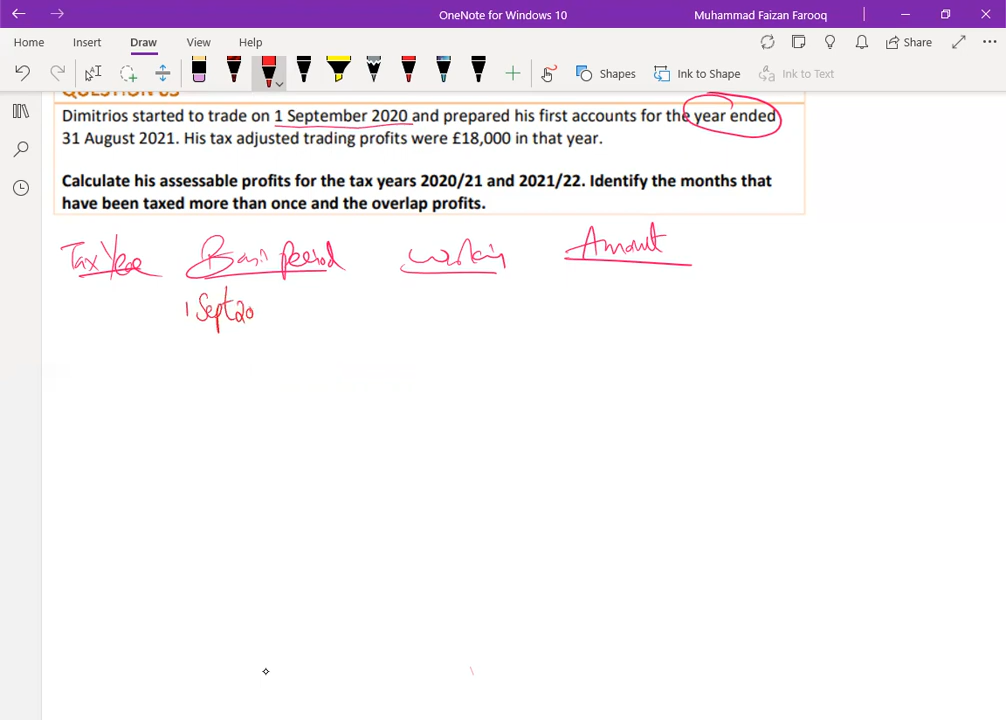 OneNote for Windows 10
Muhammad Faizan Farooq
Home Insert Draw View Help
Share
Shapes
Ink to Shape
Ink to Text
Dimitrios started to trade on 1 September 2020 and prepared his first accounts for the year ended
31 August 2021. His tax adjusted trading profits were £18,000 in that year.
Calculate his assessable profits for the tax years 2020/21 and 2021/22. Identify the months that
have been taxed more than once and the overlap profits.
Tax Year Basis Period Working Amount
1 Sept 20